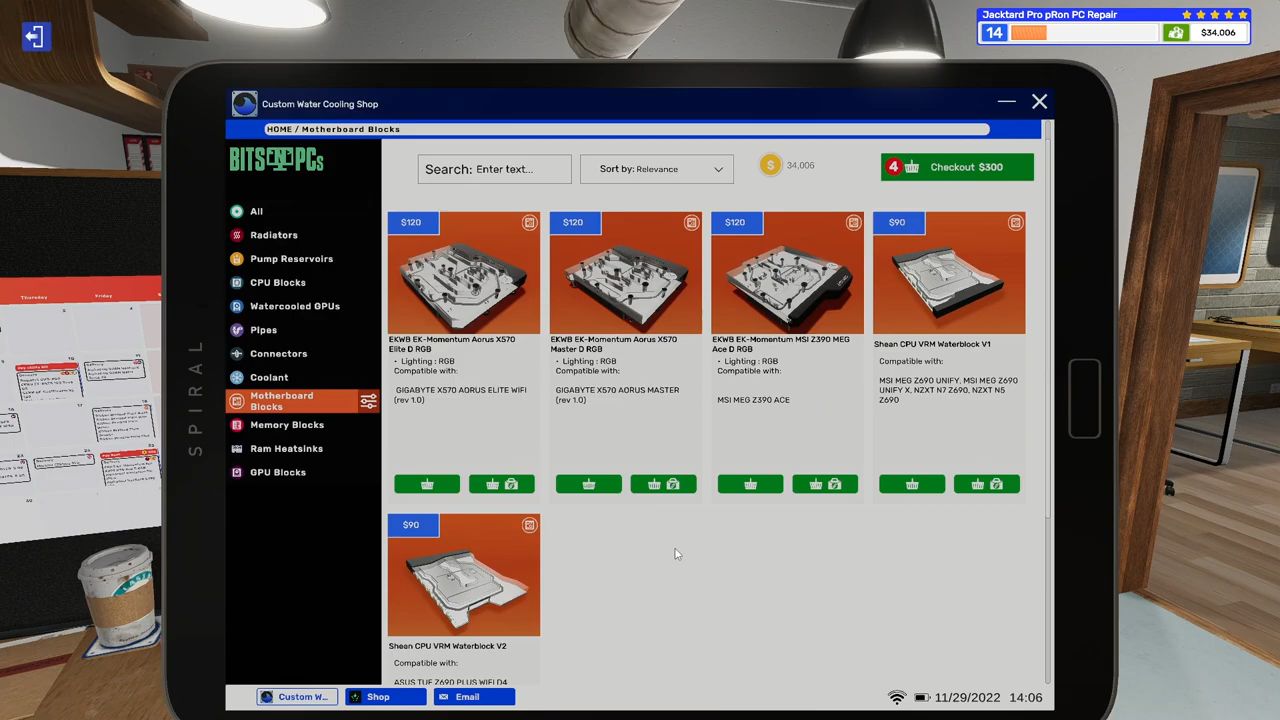 Jacktard Pro pRon PC Repair
14
$34,006
Custom Water Cooling Shop
HOME / Motherboard Blocks
BITSNPCs
Search: Enter text...
Sort by: Relevance
$
34,006
4
Checkout $300
All
Radiators
Pump Reservoirs
CPU Blocks
Watercooled GPUs
Pipes
Connectors
Coolant
Motherboard
Blocks
Memory Blocks
Ram Heatsinks
GPU Blocks
$120
EKWB EK-Momentum Aorus X570
Elite D RGB
• Lighting : RGB
Compatible with:
GIGABYTE X570 AORUS ELITE WIFI
(rev 1.0)
$120
EKWB EK-Momentum Aorus X570
Master D RGB
• Lighting : RGB
Compatible with:
GIGABYTE X570 AORUS MASTER
(rev 1.0)
$120
EKWB EK-Momentum MSI Z390 MEG
Ace D RGB
• Lighting : RGB
Compatible with:
MSI MEG Z390 ACE
$90
Shean CPU VRM Waterblock V1
Compatible with:
MSI MEG Z690 UNIFY, MSI MEG Z690
UNIFY X, NZXT N7 Z690, NZXT N5
Z690
$90
Shean CPU VRM Waterblock V2
Compatible with:
ASUS TUF Z690 PLUS WIFI D4
Custom W...
Shop
Email
11/29/2022 14:06
SPIRAL
Thursday
Friday